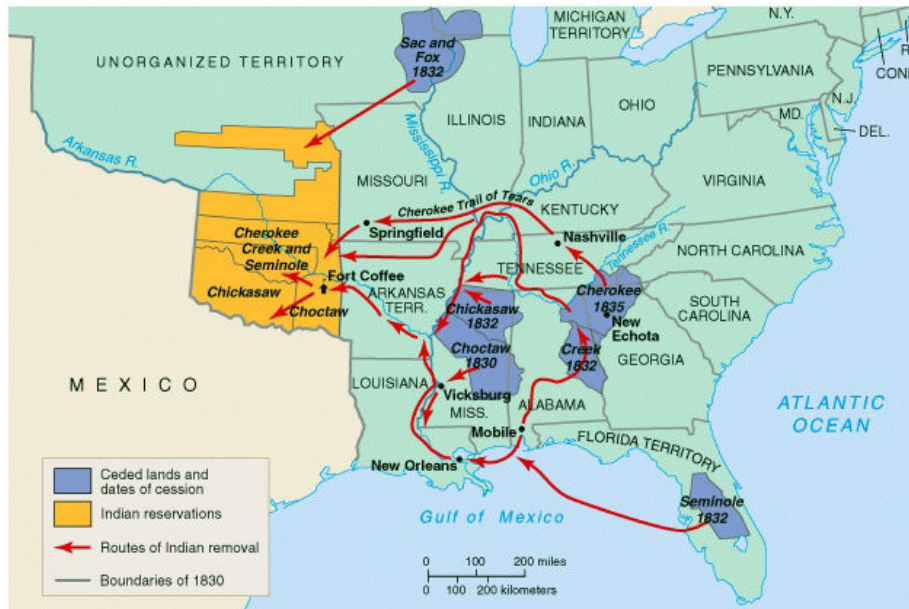 N.Y.
MICHIGAN
TERRITORY
Sac and
Fox
1832
UNORGANIZED TERRITORY
PENNSYLVANIA
N.J.
MD.
DEL.
OHIO
INDIANA
ILLINOIS
Mississippi R.
Arkansas R.
Ohio R.
MISSOURI
VIRGINIA
Cherokee Trail of Tears
KENTUCKY
Springfield
Nashville
Tennessee R.
NORTH CAROLINA
Cherokee
Creek and
Seminole
Fort Coffee
Chickasaw
Choctaw
ARKANSAS
TERR.
TENNESSEE
Cherokee
1835
SOUTH
CAROLINA
Chickasaw
1832
New
Echota
Choctaw
1830
Creek
1832
GEORGIA
MEXICO
LOUISIANA
Vicksburg
MISS.
ALABAMA
Mobile
ATLANTIC
OCEAN
FLORIDA TERRITORY
New Orleans
Seminole
1832
Gulf of Mexico
Ceded lands and
dates of cession
Indian reservations
Routes of Indian removal
Boundaries of 1830
0 100 200 miles
0 100 200 kilometers